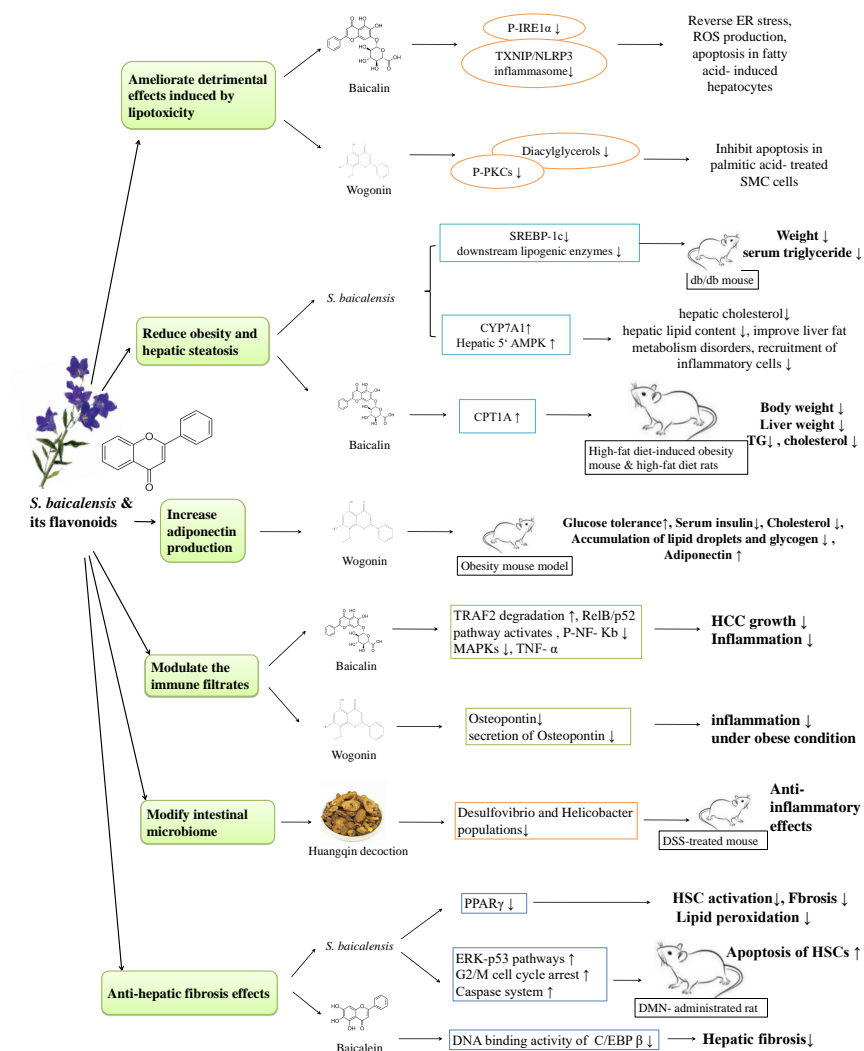 Ameliorate detrimental
effects induced by
lipotoxicity
Baicalin
P-IRE1α ↓
TXNIP/NLRP3
inflammasome↓
Reverse ER stress,
ROS production,
apoptosis in fatty
acid- induced
hepatocytes
Wogonin
Diacylglycerols ↓
P-PKCs ↓
Inhibit apoptosis in
palmitic acid- treated
SMC cells
Reduce obesity and
hepatic steatosis
S. baicalensis
SREBP-1c↓
downstream lipogenic enzymes ↓
db/db mouse
Weight ↓
serum triglyceride ↓
CYP7A1↑
Hepatic 5‘ AMPK ↑
hepatic cholesterol↓
hepatic lipid content ↓, improve liver fat
metabolism disorders, recruitment of
inflammatory cells ↓
Baicalin
CPT1A ↑
High-fat diet-induced obesity
mouse & high-fat diet rats
Body weight ↓
Liver weight ↓
TG↓ , cholesterol ↓
S. baicalensis &
its flavonoids
Increase
adiponectin
production
Wogonin
Obesity mouse model
Glucose tolerance↑, Serum insulin↓, Cholesterol ↓,
Accumulation of lipid droplets and glycogen ↓ ,
Adiponectin ↑
Modulate the
immune filtrates
Baicalin
TRAF2 degradation ↑, RelB/p52
pathway activates , P-NF- Kb ↓
MAPKs ↓, TNF- α
HCC growth ↓
Inflammation ↓
Wogonin
Osteopontin↓
secretion of Osteopontin ↓
inflammation ↓
under obese condition
Modify intestinal
microbiome
Huangqin decoction
Desulfovibrio and Helicobacter
populations↓
DSS-treated mouse
Anti-
inflammatory
effects
Anti-hepatic fibrosis effects
S. baicalensis
PPARγ ↓
HSC activation↓, Fbrosis ↓
Lipid peroxidation ↓
ERK-p53 pathways ↑
G2/M cell cycle arrest ↑
Caspase system ↑
DMN- administrated rat
Apoptosis of HSCs ↑
Baicalein
DNA binding activity of C/EBP β ↓
Hepatic fibrosis↓